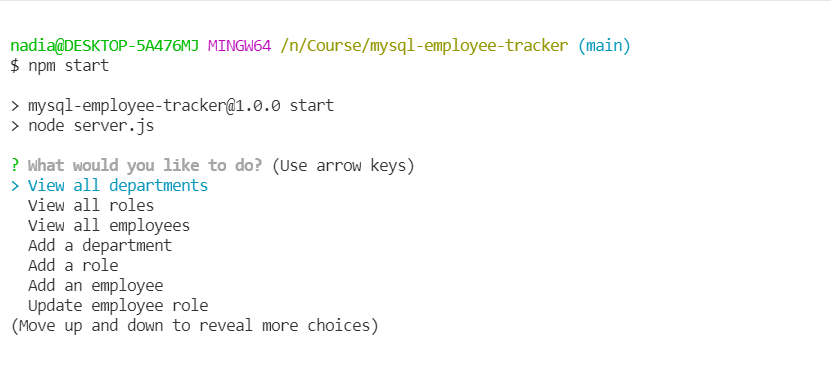 nadia@DESKTOP-5A476MJ MINGW64 /n/Course/mysql-employee-tracker (main)
$ npm start
> mysql-employee-tracker@1.0.0 start
> node server.js
? What would you like to do? (Use arrow keys)
> View all departments
View all roles
View all employees
Add a department
Add a role
Add an employee
Update employee role
(Move up and down to reveal more choices)